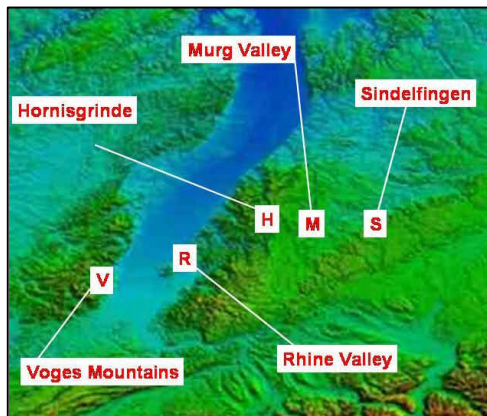 Murg Valley
Sindelfingen
Hornisgrinde
H
M
S
R
V
Rhine Valley
Voges Mountains